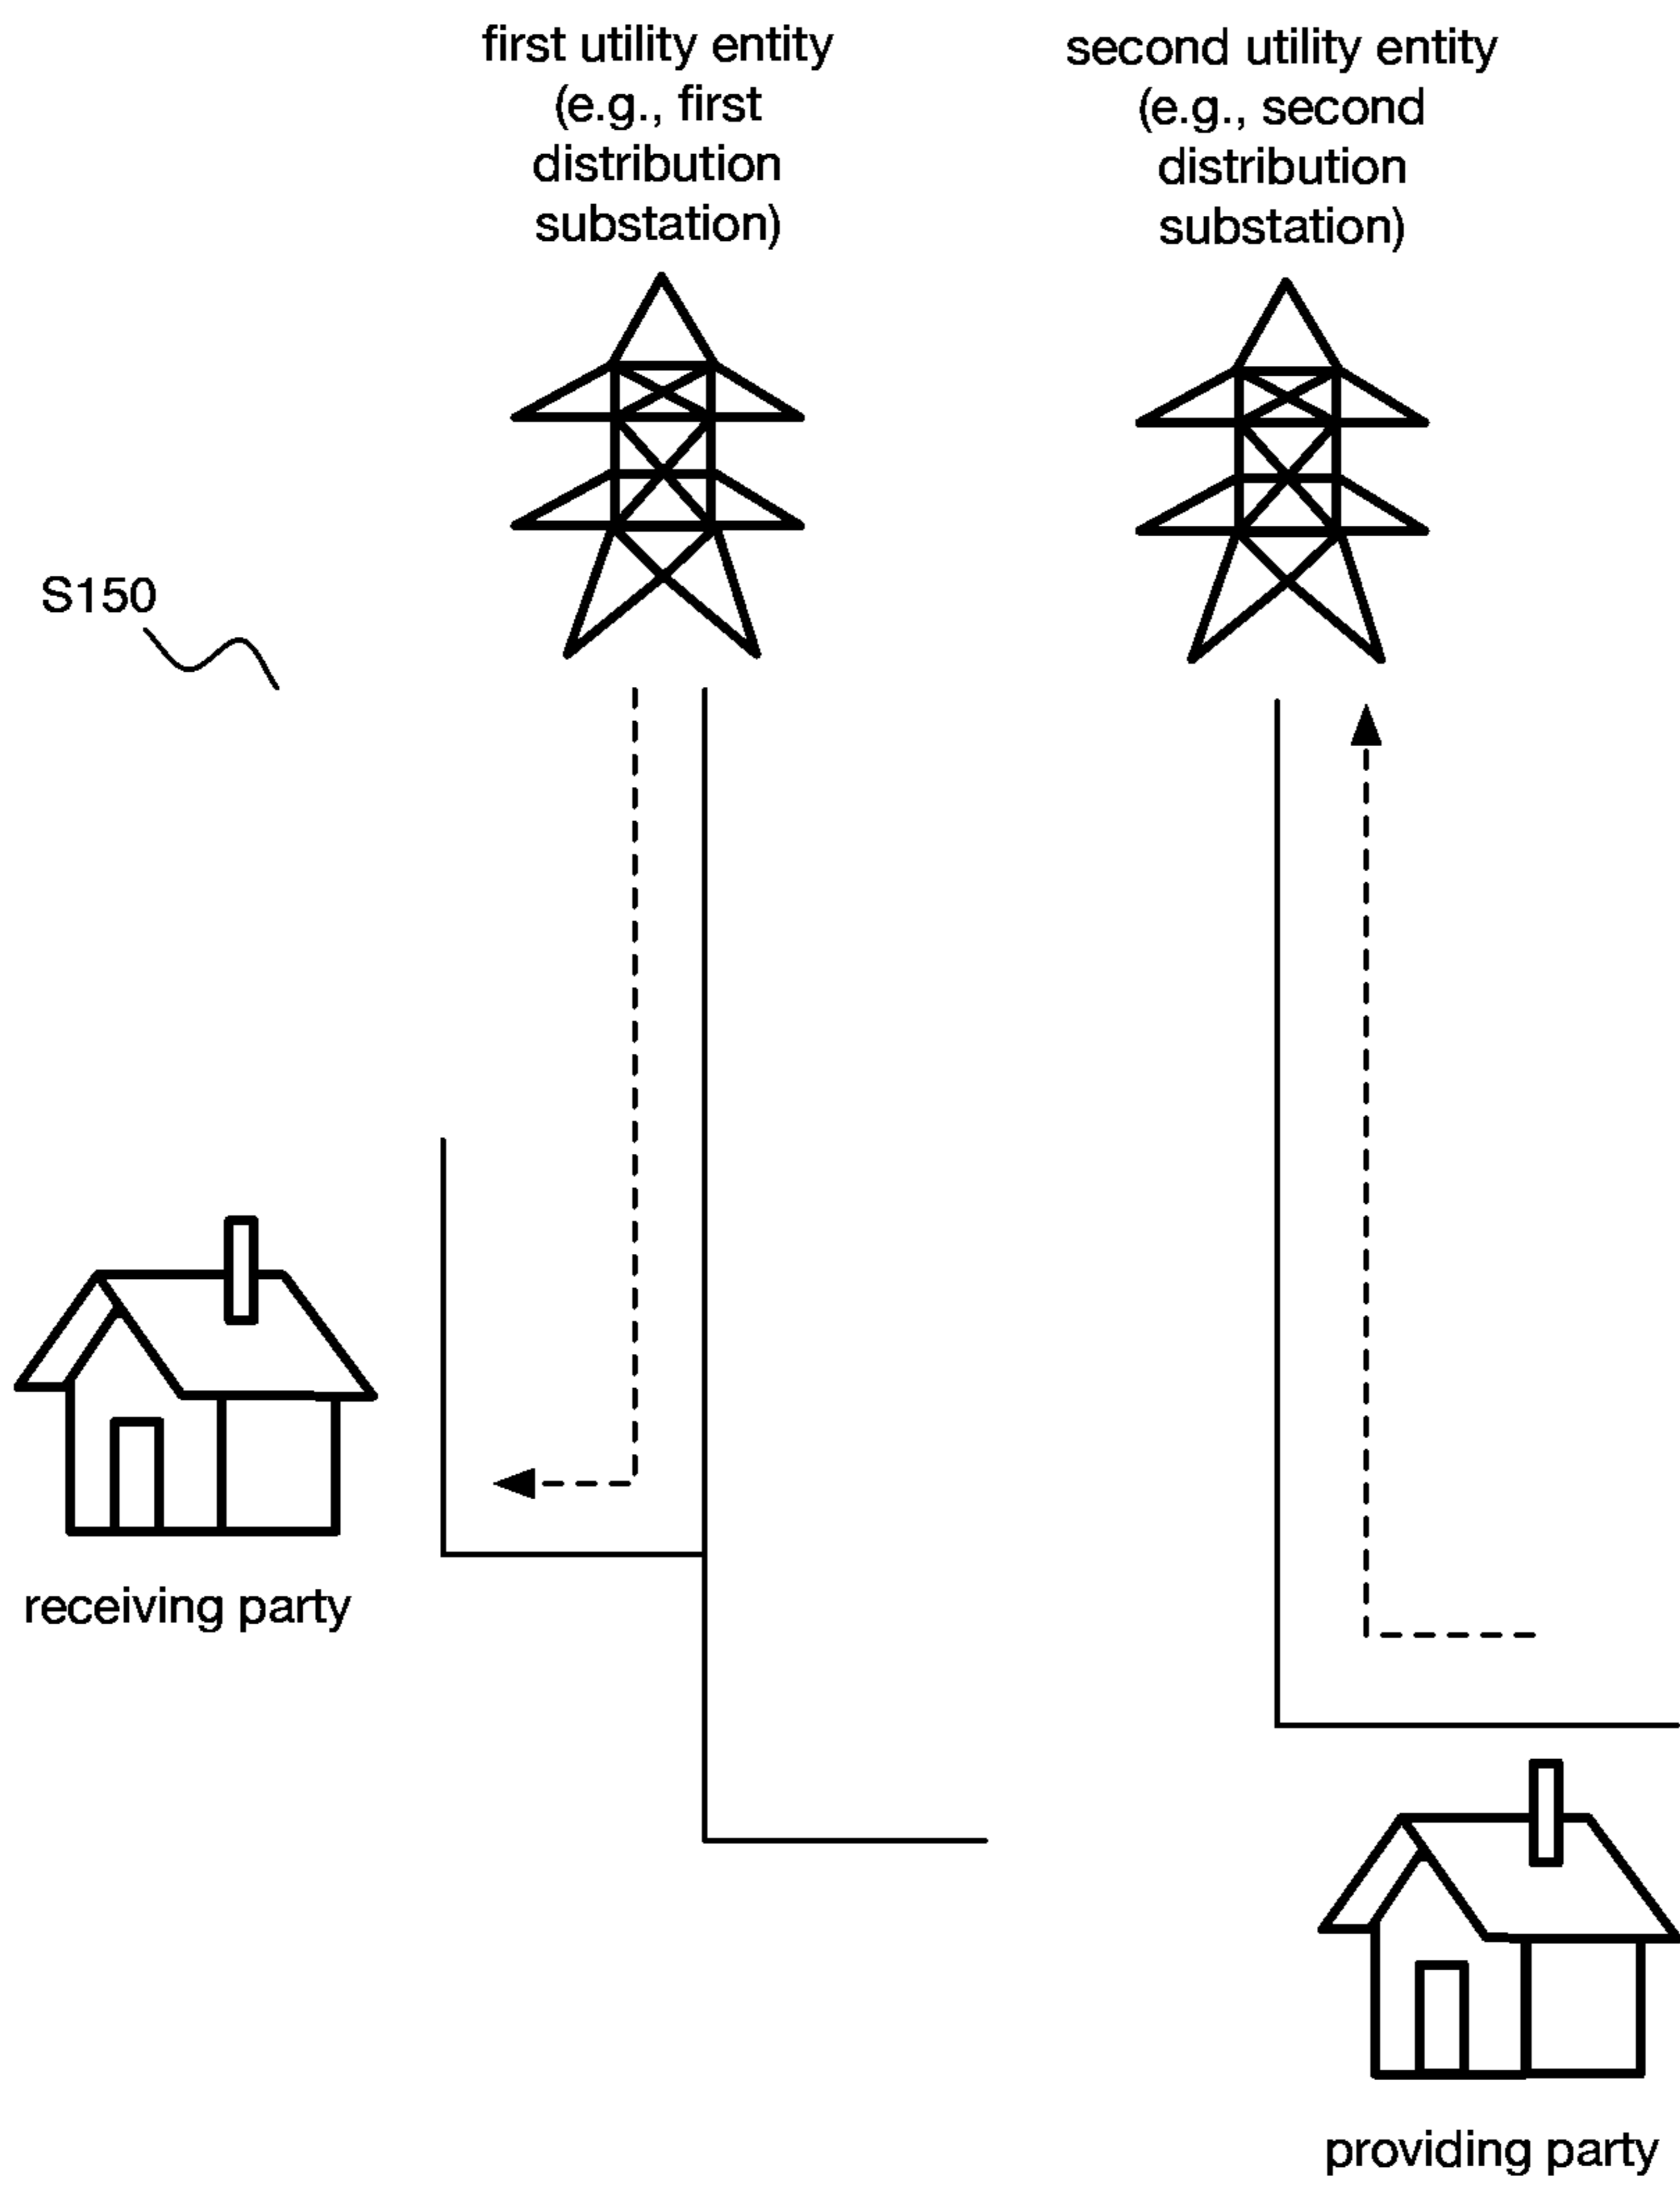 first utility entity
(e.g., first
distribution
substation)
second utility entity
(e.g., second
distribution
substation)
S150
receiving party
providing party